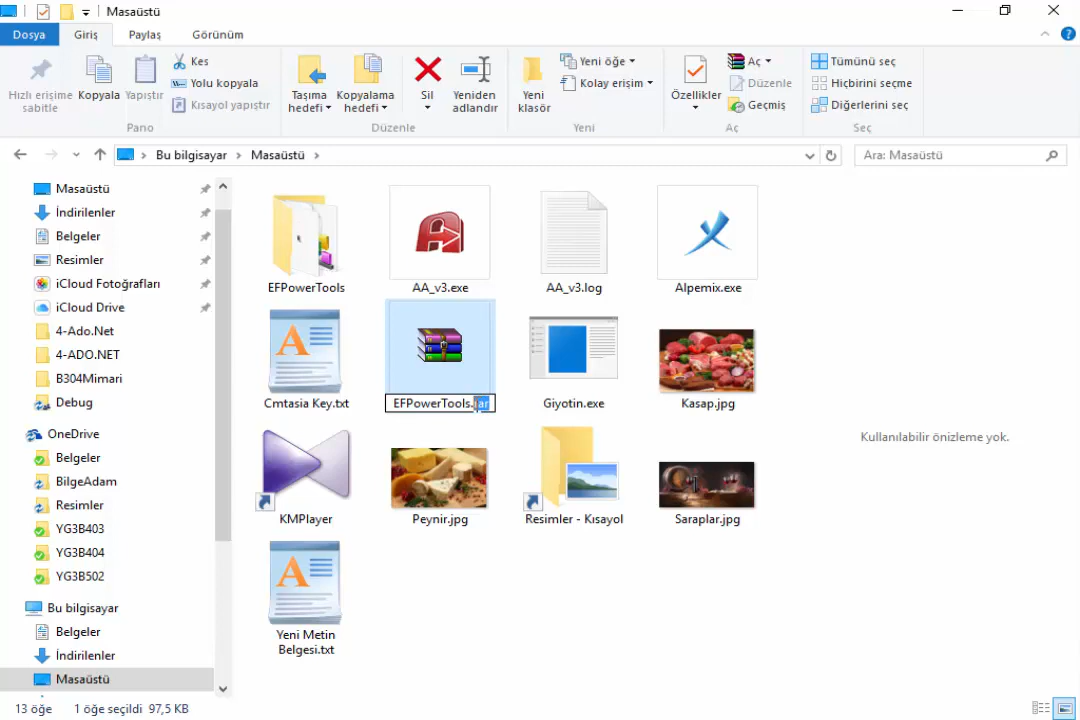 Masaüstü
Dosya
Giriş
Paylaş
Görünüm
Hızlı erişime sabitle
Kopyala
Yapıştır
Kes
Yolu kopyala
Kısayol yapıştır
Pano
Taşıma hedefi
Kopyalama hedefi
Sil
Yeniden adlandır
Düzenle
Yeni klasör
Yeni öğe
Kolay erişim
Yeni
Özellikler
Aç
Düzenle
Geçmiş
Aç
Tümünü seç
Hiçbirini seçme
Diğerlerini seç
Seç
Bu bilgisayar
Masaüstü
Ara: Masaüstü
Masaüstü
İndirilenler
Belgeler
Resimler
iCloud Fotoğrafları
iCloud Drive
4-Ado.Net
4-ADO.NET
B304Mimari
Debug
OneDrive
Belgeler
BilgeAdam
Resimler
YG3B403
YG3B404
YG3B502
Bu bilgisayar
Belgeler
İndirilenler
Masaüstü
EFPowerTools
AA_v3.exe
AA_v3.log
Alpemix.exe
Cmtasia Key.txt
EFPowerTools.rar
Giyotin.exe
Kasap.jpg
KMPlayer
Peynir.jpg
Resimler - Kısayol
Saraplar.jpg
Yeni Metin
Belgesi.txt
Kullanılabilir önizleme yok.
13 öğe
1 öğe seçildi 97,5 KB